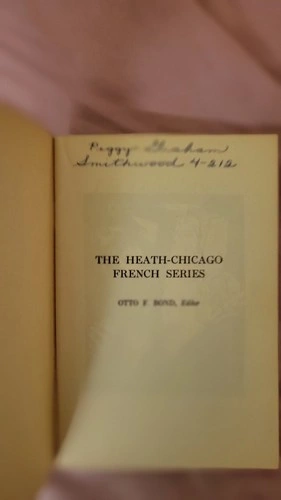 Peggy Graham
Smithwood 4-212
THE HEATH-CHICAGO
FRENCH SERIES
OTTO F. BOND, Editor